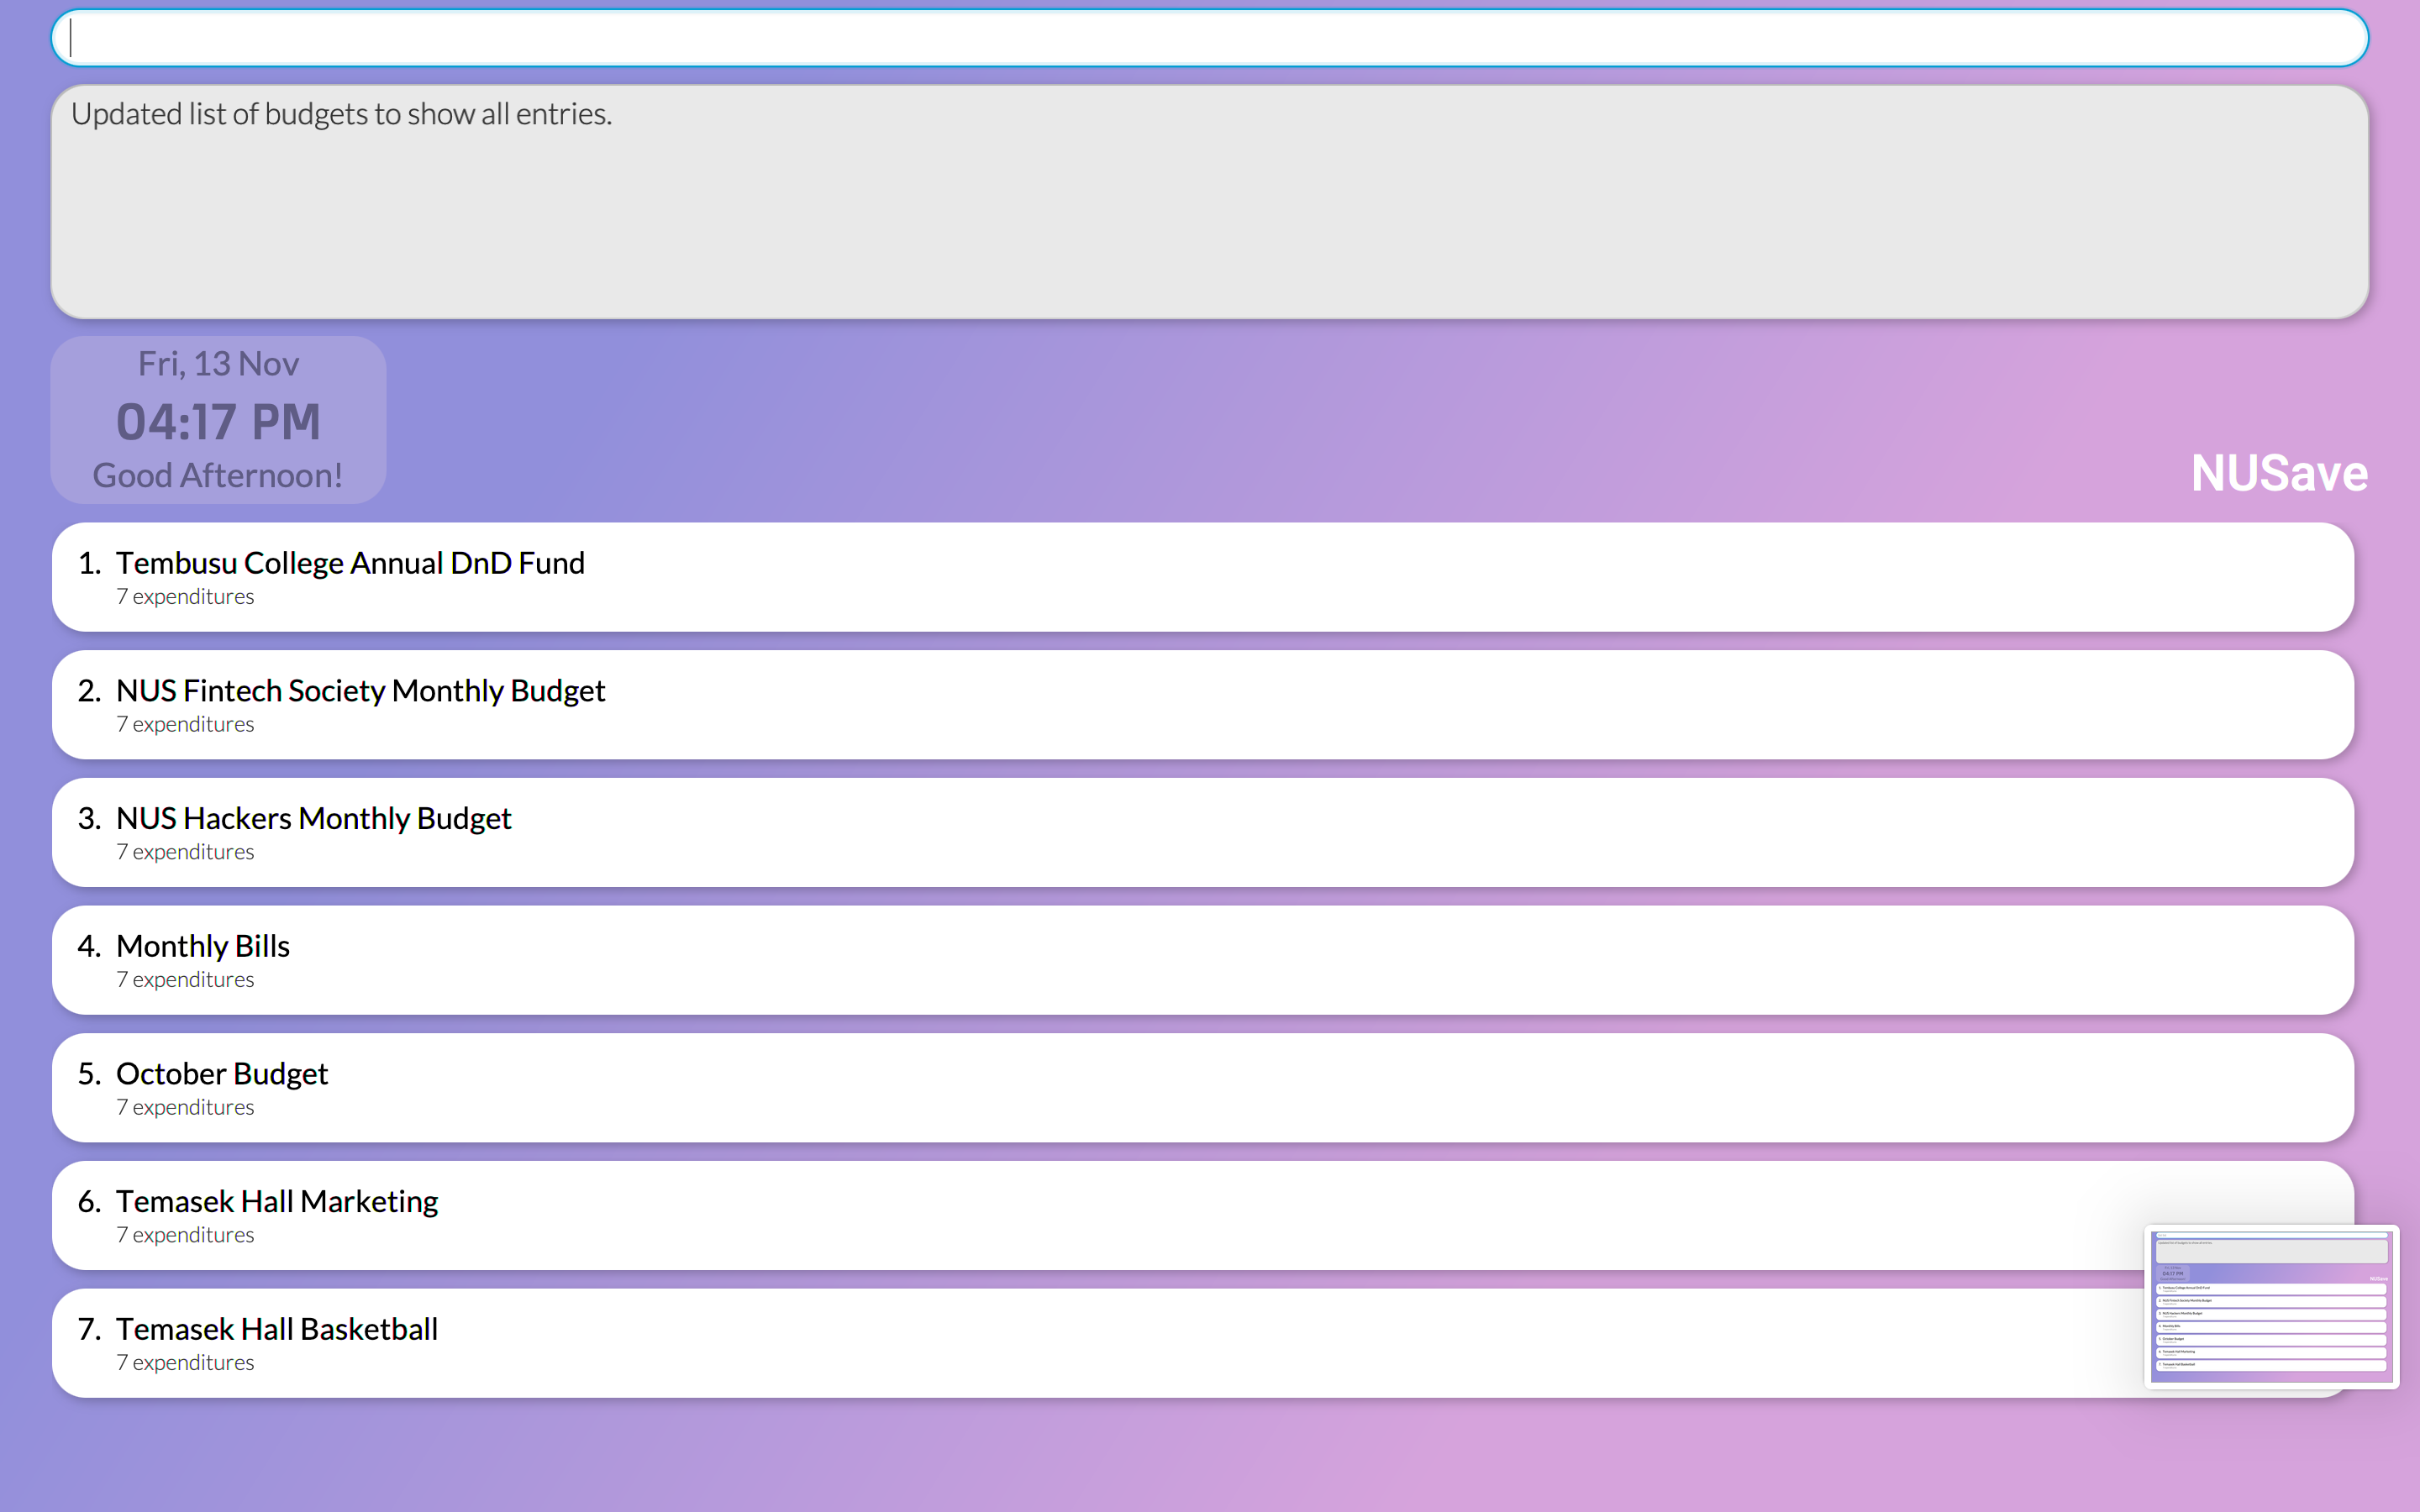 Updated list of budgets to show all entries.
Fri, 13 Nov
04:17 PM
Good Afternoon!
NUSave
1. Tembusu College Annual DnD Fund
7 expenditures
2. NUS Fintech Society Monthly Budget
7 expenditures
3. NUS Hackers Monthly Budget
7 expenditures
4. Monthly Bills
7 expenditures
5. October Budget
7 expenditures
6. Temasek Hall Marketing
7 expenditures
7. Temasek Hall Basketball
7 expenditures